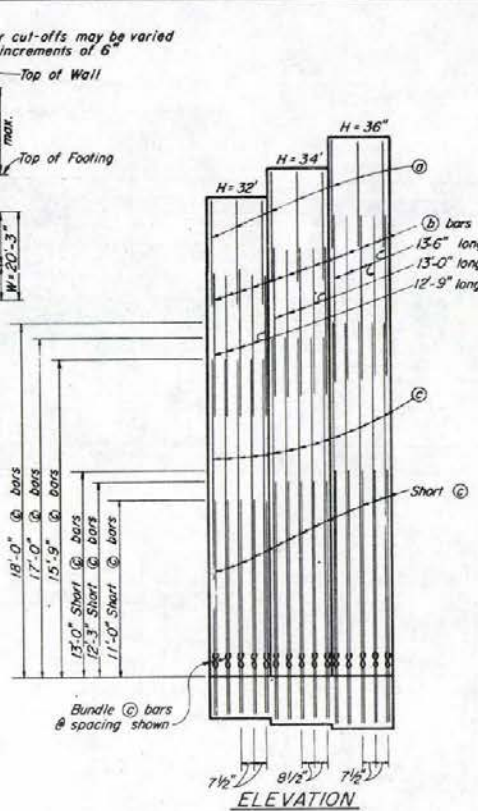 r cut-offs may be varied
increments of 6"
Top of Wall
max.
Top of Footing
W=20'-3"
H=32'
H=34'
H=36"
ⓐ
ⓑ bars
13'-6" long
13'-0" long
12'-9" long
ⓒ
Short ⓒ
18'-0" ⓒ bars
17'-0" ⓒ bars
15'-9" ⓒ bars
13'-0" Short ⓒ bars
12'-3" Short ⓒ bars
11'-0" Short ⓒ bars
Bundle ⓒ bars
@ spacing shown
7½" 8½" 7½"
ELEVATION